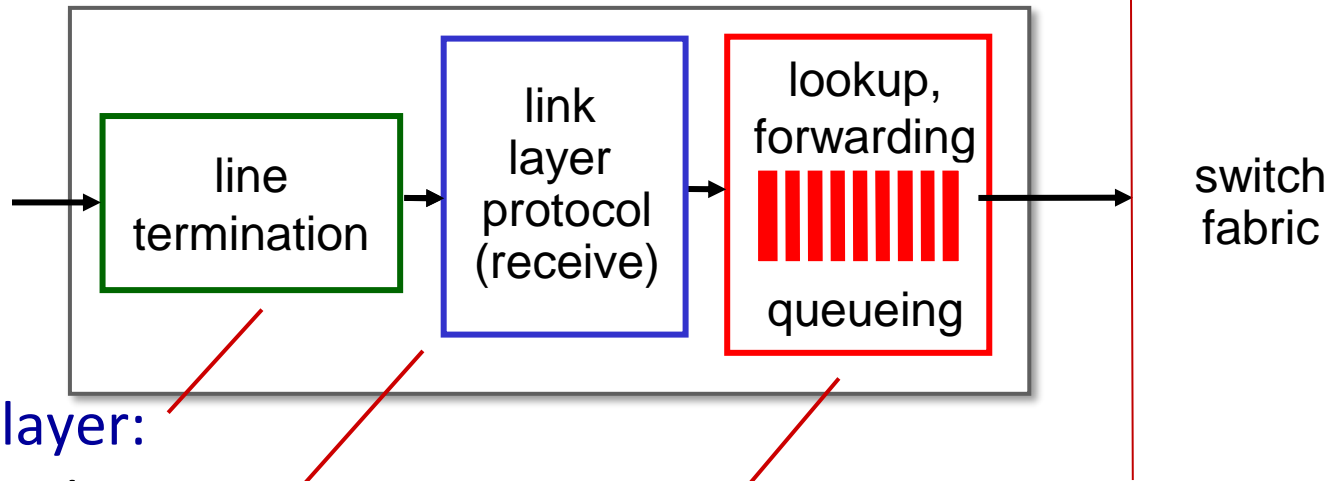 line
termination
link
layer
protocol
(receive)
lookup,
forwarding
queueing
switch
fabric
layer: